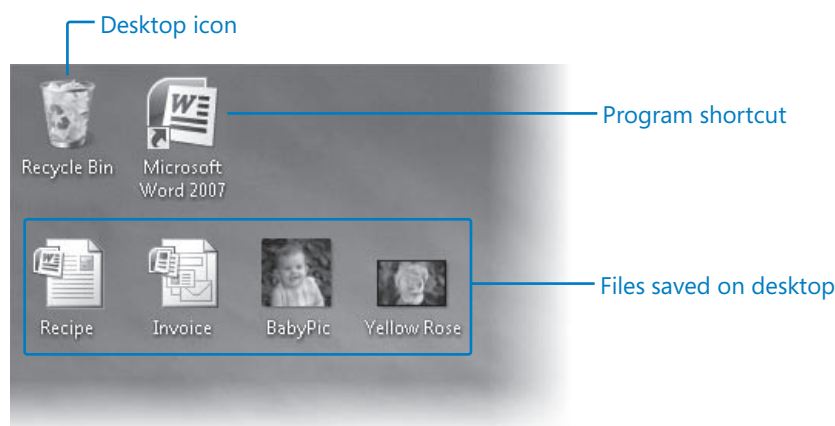 Desktop icon
Program shortcut
Recycle Bin
Microsoft
Word 2007
Files saved on desktop
Recipe
Invoice
BabyPic
Yellow Rose